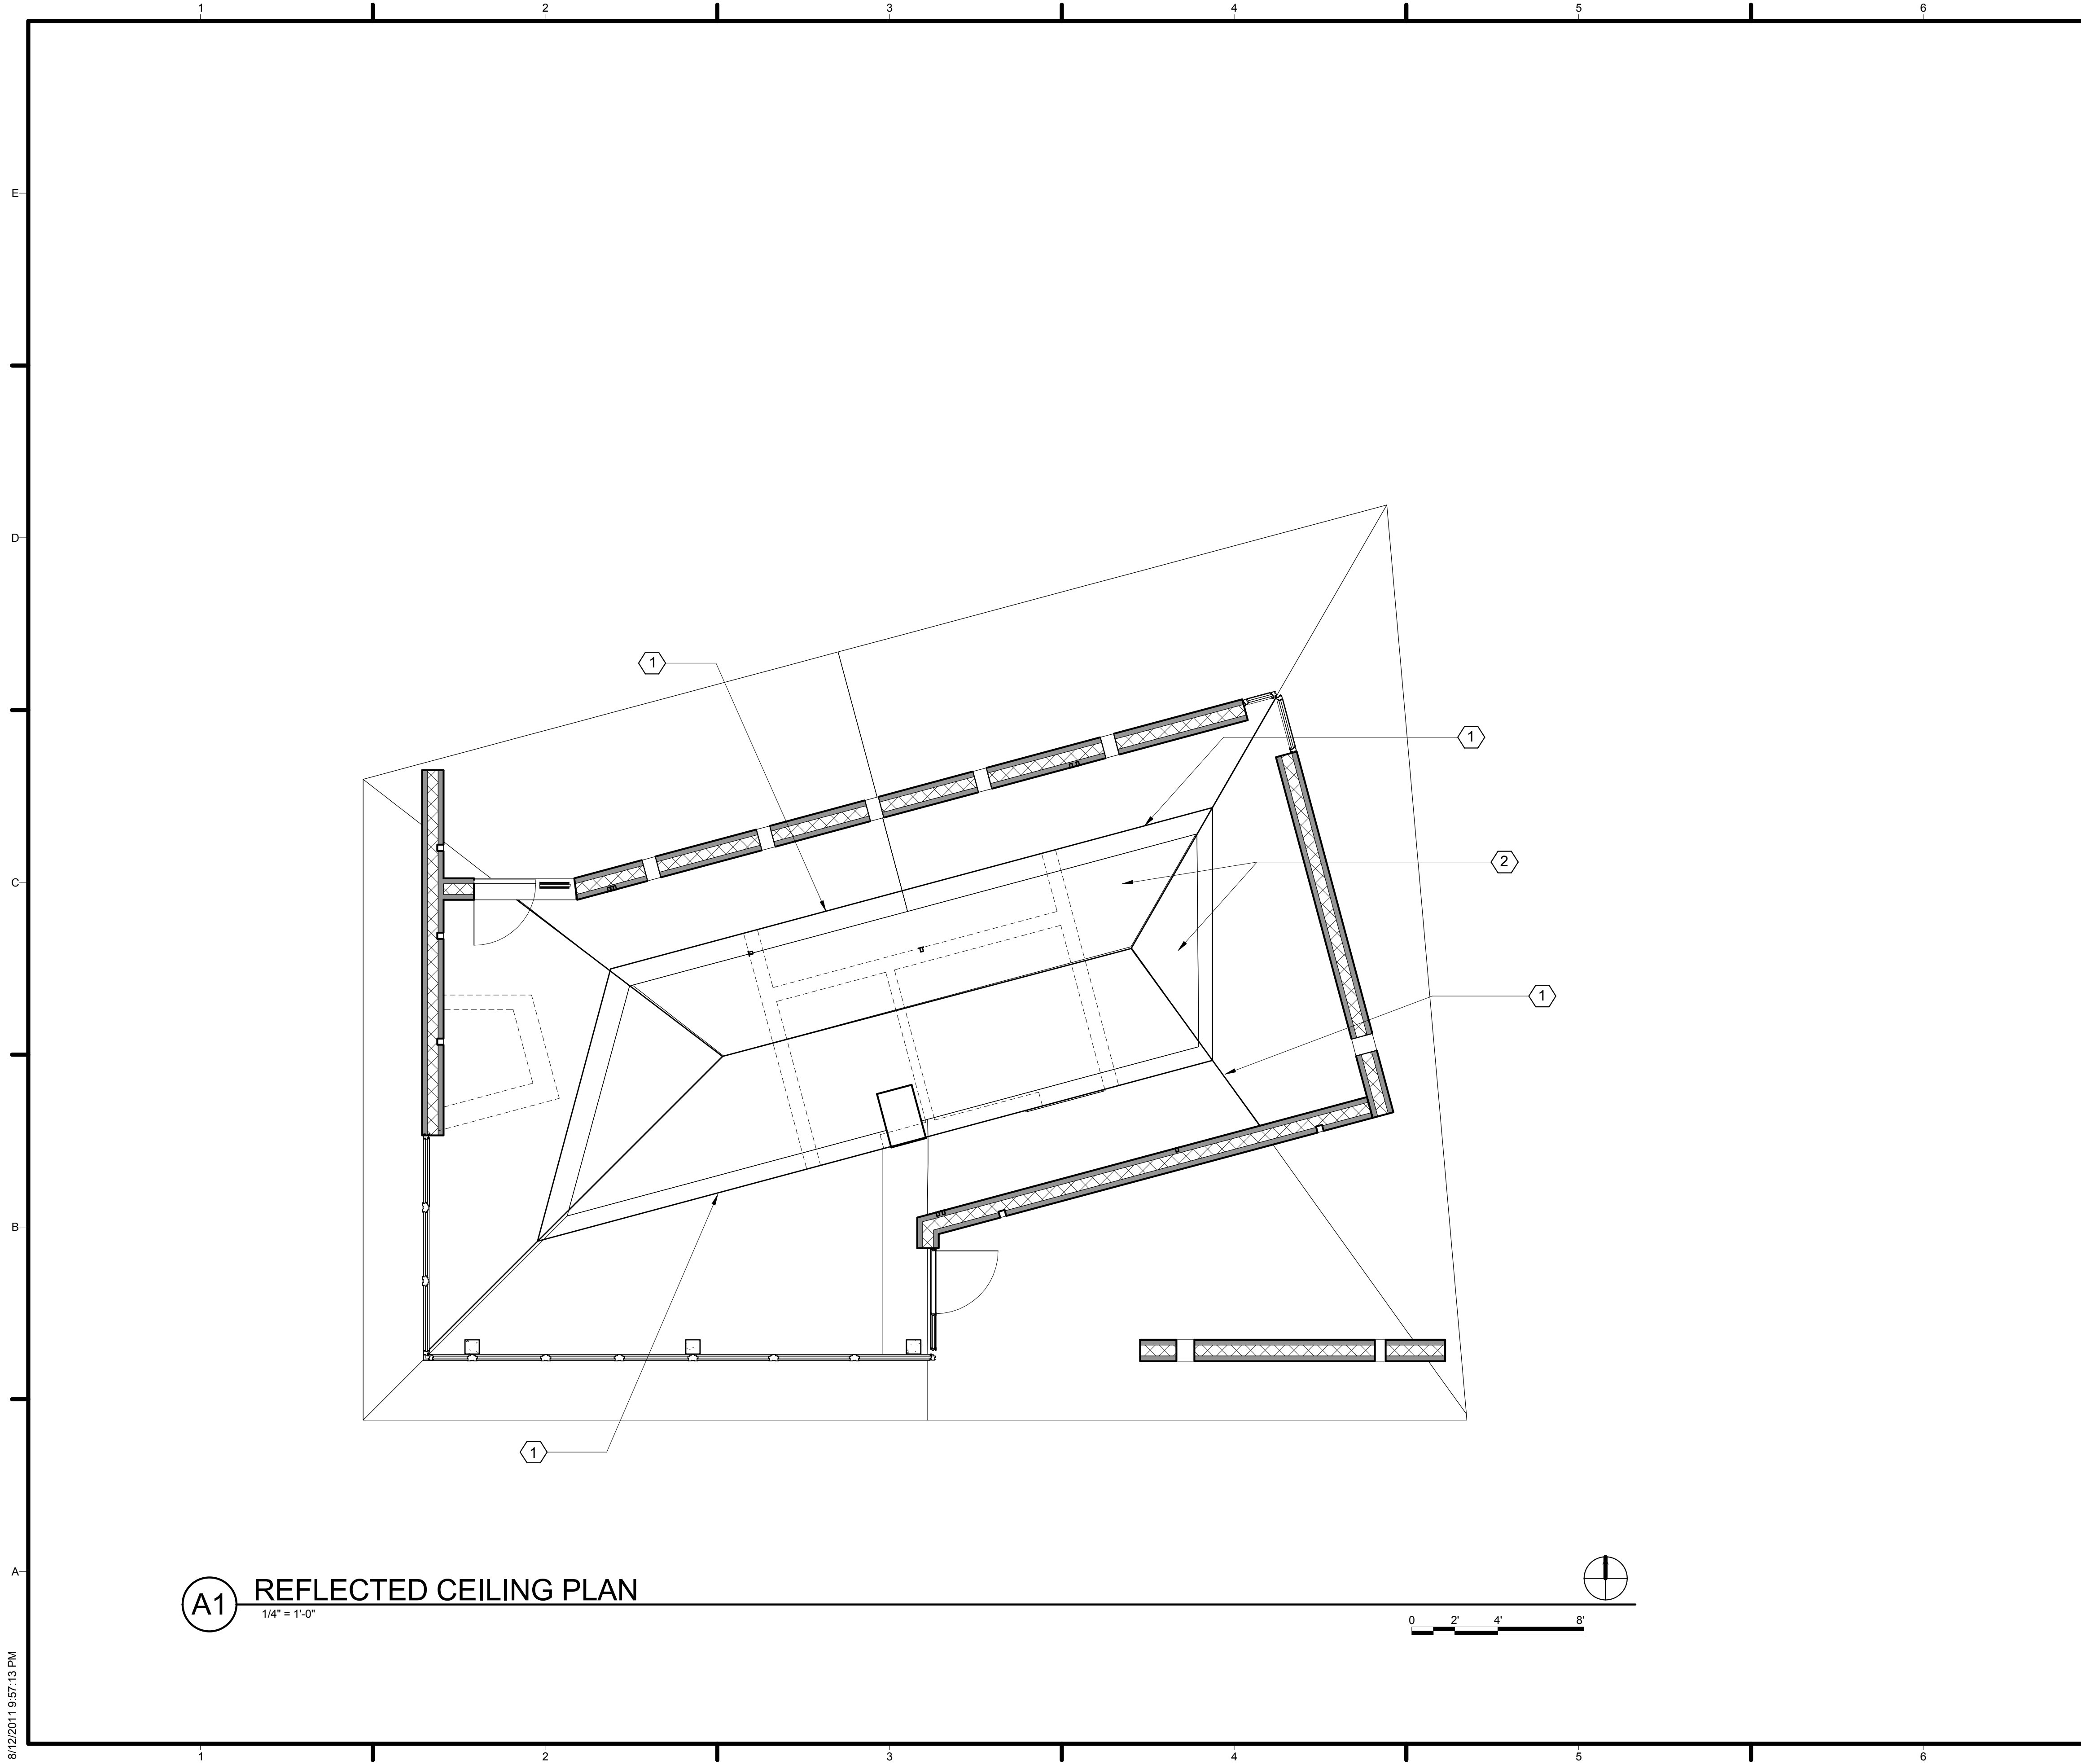 1 2 3 4 5 6
E
D
1
1
C
2
1
B
1
A
A1 REFLECTED CEILING PLAN
1/4" = 1'-0"
0 2' 4' 8'
8/12/2011 9:57:13 PM
1 2 3 4 5 6